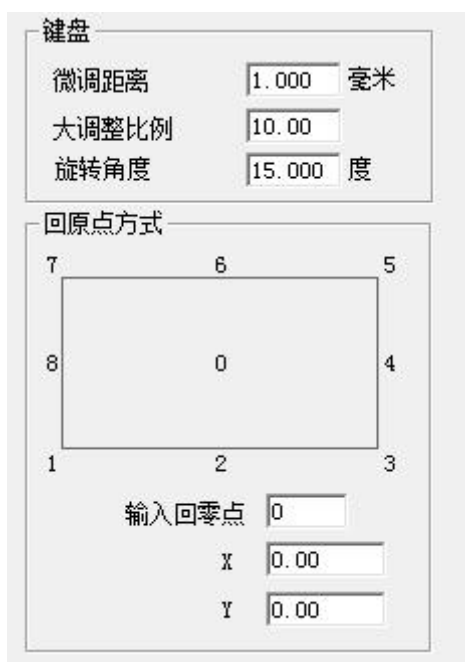 键盘
微调距离 1.000 毫米
大调整比例 10.00
旋转角度 15.000 度
回原点方式
7 6 5
8 0 4
1 2 3
输入回零点 0
X 0.00
Y 0.00